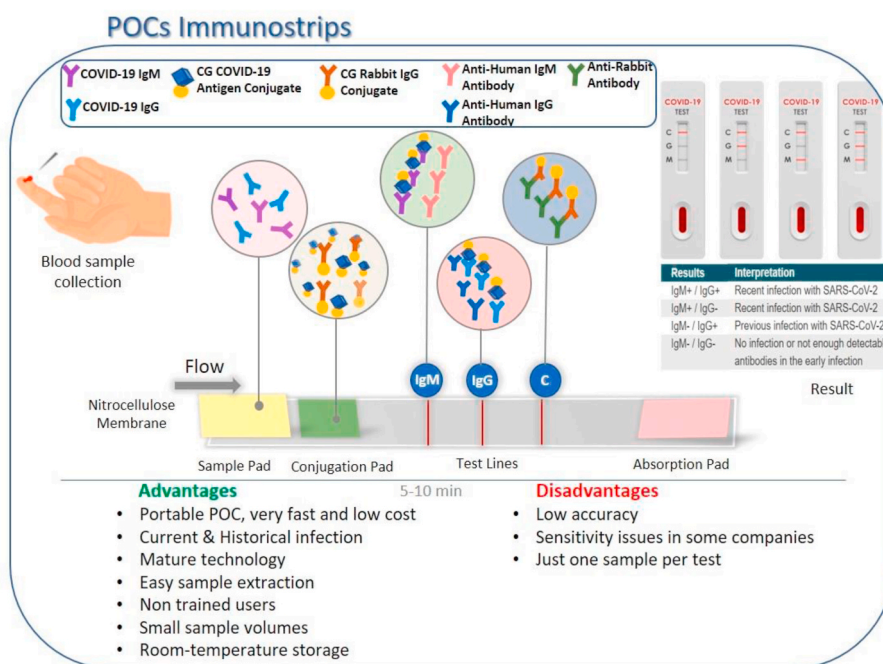 POCs Immunostrips
COVID-19 IgM
COVID-19 IgG
CG COVID-19
Antigen Conjugate
CG Rabbit IgG
Conjugate
Anti-Human IgM
Antibody
Anti-Human IgG
Antibody
Anti-Rabbit
Antibody
COVID-19
TEST
C
G
M
COVID-19
TEST
C
G
M
COVID-19
TEST
C
G
M
COVID-19
TEST
C
G
M
Blood sample
collection
Results Interpretation
IgM+ / IgG+ Recent infection with SARS-CoV-2
IgM+ / IgG- Recent infection with SARS-CoV-2
IgM- / IgG+ Previous infection with SARS-CoV-2
IgM- / IgG- No infection or not enough detectabl
antibodies in the early infection
Result
Flow
IgM
IgG
C
Nitrocellulose
Membrane
Sample Pad
Conjugation Pad
Test Lines
Absorption Pad
5-10 min
Advantages
• Portable POC, very fast and low cost
• Current & Historical infection
• Mature technology
• Easy sample extraction
• Non trained users
• Small sample volumes
• Room-temperature storage
Disadvantages
• Low accuracy
• Sensitivity issues in some companies
• Just one sample per test